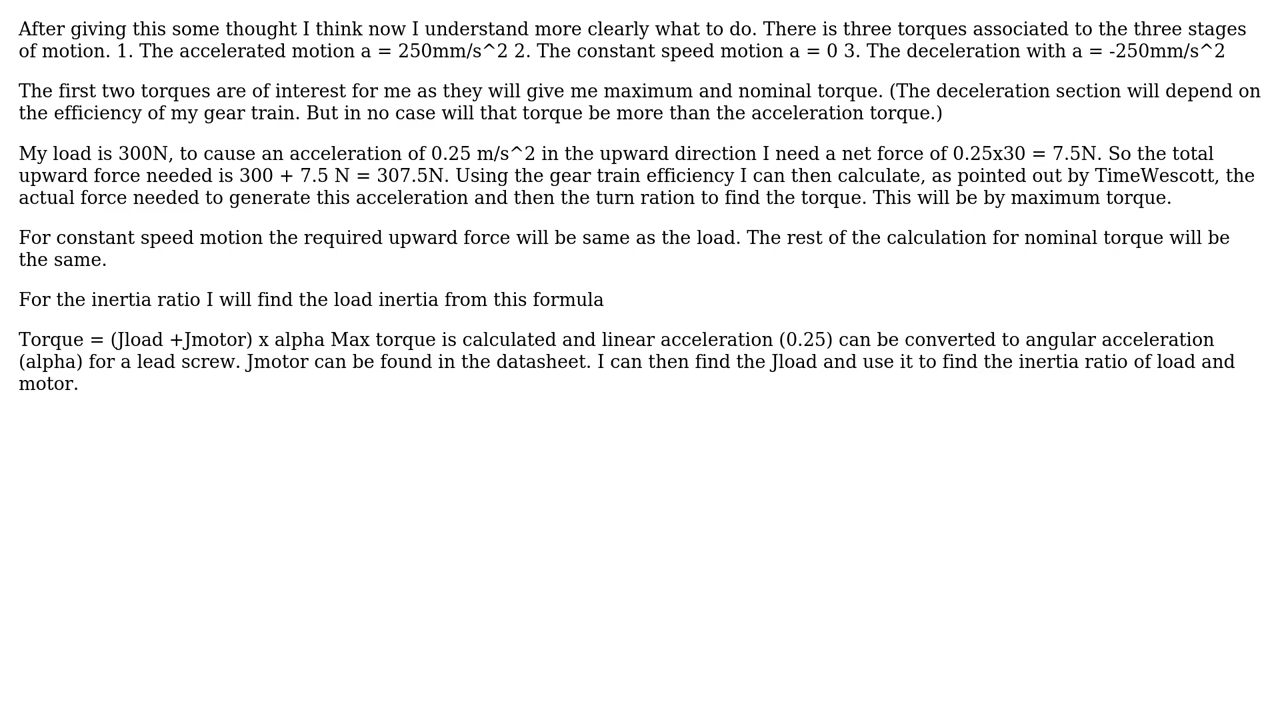 After giving this some thought I think now I understand more clearly what to do. There is three torques associated to the three stages
of motion. 1. The accelerated motion a = 250mm/s^2 2. The constant speed motion a = 0 3. The deceleration with a = -250mm/s^2
The first two torques are of interest for me as they will give me maximum and nominal torque. (The deceleration section will depend on
the efficiency of my gear train. But in no case will that torque be more than the acceleration torque.)
My load is 300N, to cause an acceleration of 0.25 m/s^2 in the upward direction I need a net force of 0.25x30 = 7.5N. So the total
upward force needed is 300 + 7.5 N = 307.5N. Using the gear train efficiency I can then calculate, as pointed out by TimeWescott, the
actual force needed to generate this acceleration and then the turn ration to find the torque. This will be by maximum torque.
For constant speed motion the required upward force will be same as the load. The rest of the calculation for nominal torque will be
the same.
For the inertia ratio I will find the load inertia from this formula
Torque = (Jload +Jmotor) x alpha Max torque is calculated and linear acceleration (0.25) can be converted to angular acceleration
(alpha) for a lead screw. Jmotor can be found in the datasheet. I can then find the Jload and use it to find the inertia ratio of load and
motor.